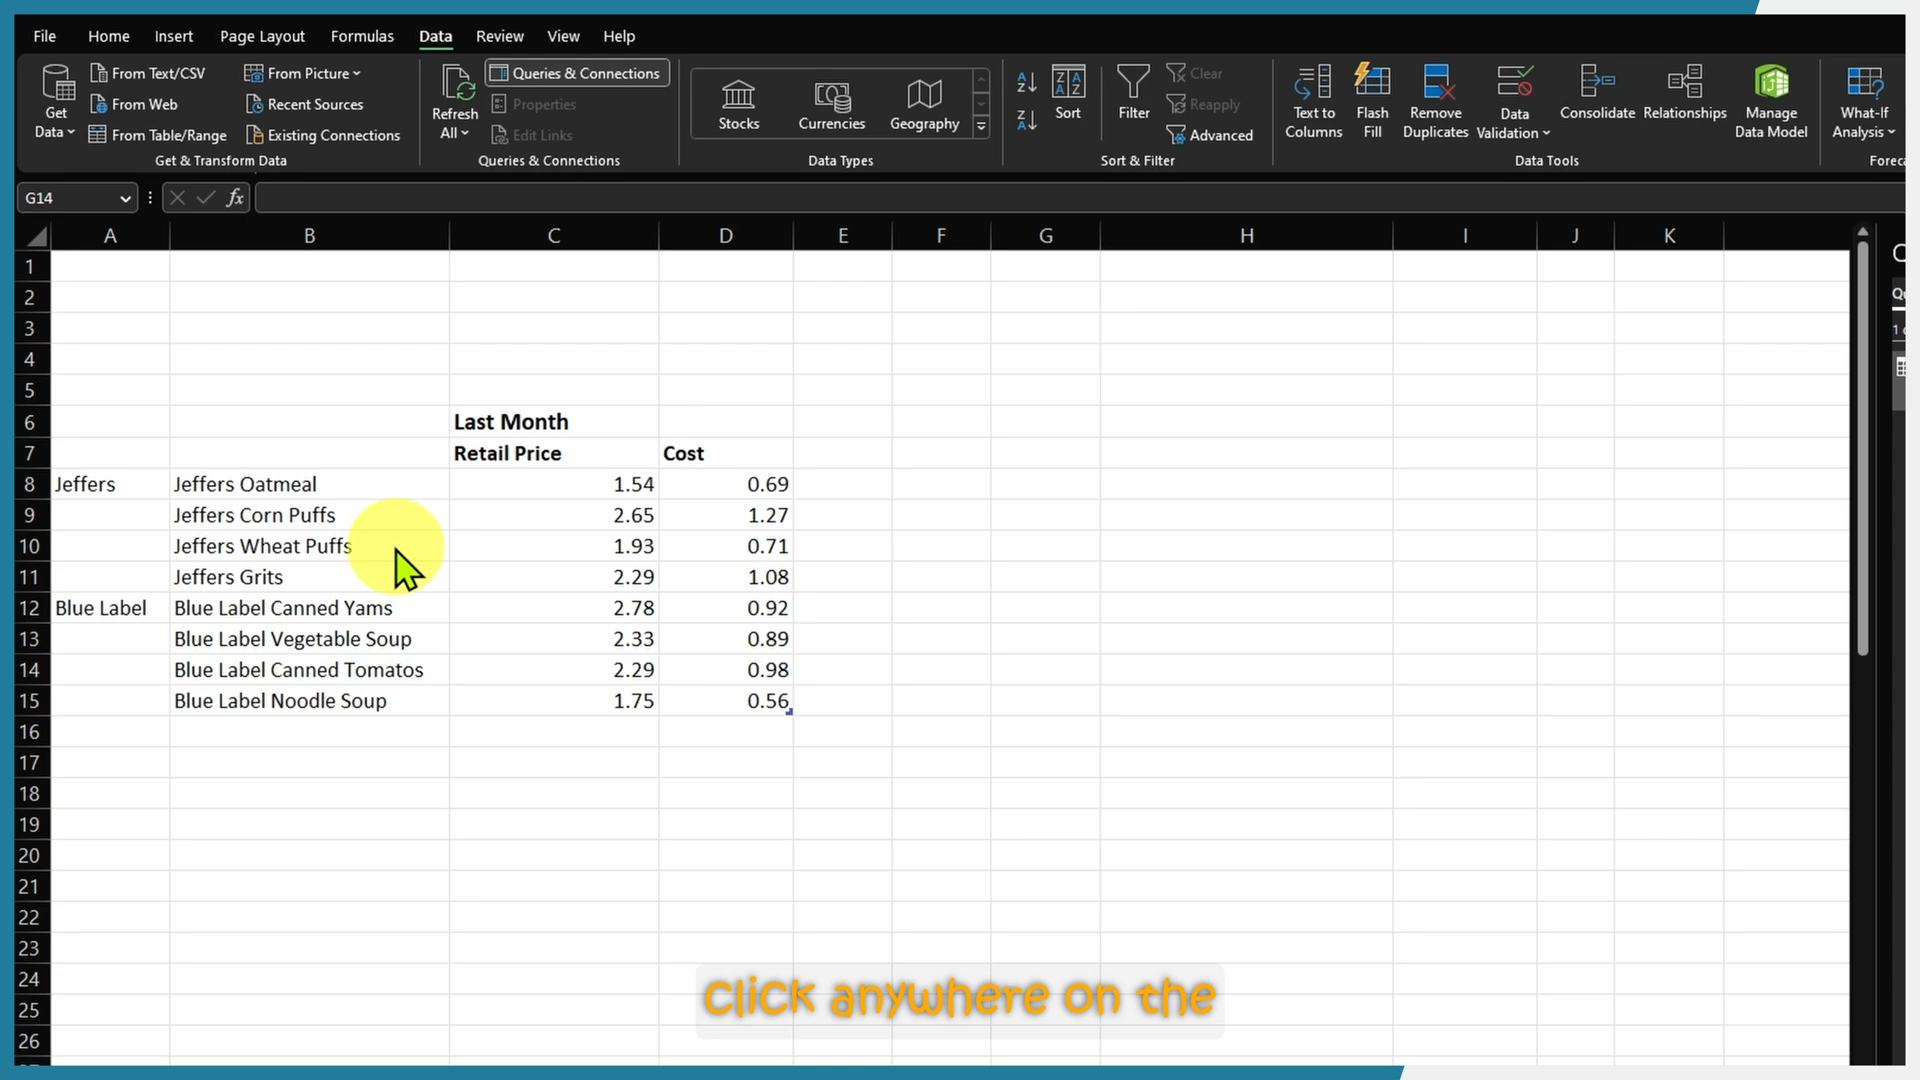 File Home Insert Page Layout Formulas Data Review View Help
Get Data
From Text/CSV
From Web
From Table/Range
From Picture
Recent Sources
Existing Connections
Get & Transform Data
Refresh All
Queries & Connections
Properties
Edit Links
Queries & Connections
Stocks
Currencies
Geography
Data Types
Sort
Filter
Clear
Reapply
Advanced
Sort & Filter
Text to Columns
Flash Fill
Remove Duplicates
Data Validation
Consolidate
Relationships
Manage Data Model
Data Tools
What-If Analysis
G14
fx
A B C D E F G H I J K
1
2
3
4
5
6 Last Month
7 Retail Price Cost
8 Jeffers Jeffers Oatmeal 1.54 0.69
9 Jeffers Corn Puffs 2.65 1.27
10 Jeffers Wheat Puffs 1.93 0.71
11 Jeffers Grits 2.29 1.08
12 Blue Label Blue Label Canned Yams 2.78 0.92
13 Blue Label Vegetable Soup 2.33 0.89
14 Blue Label Canned Tomatos 2.29 0.98
15 Blue Label Noodle Soup 1.75 0.56
16
17
18
19
20
21
22
23
24
25
26
click anywhere on the